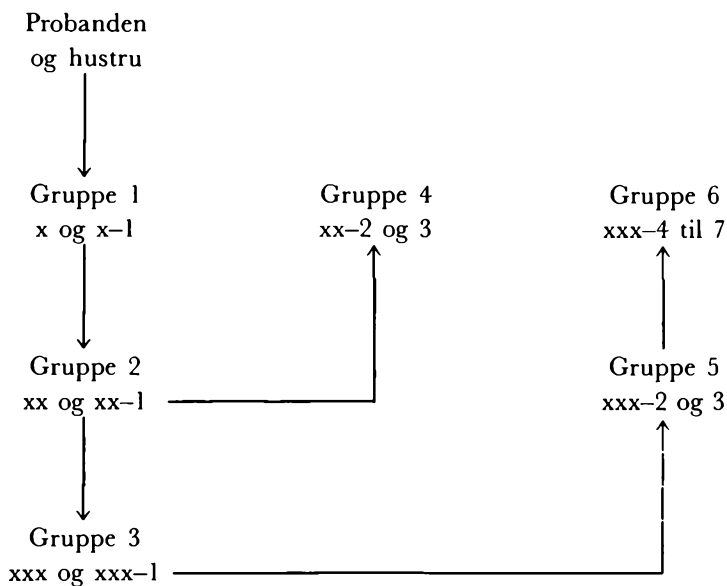 Probanden
og hustru
Gruppe 1
x og x–1
Gruppe 4
xx–2 og 3
Gruppe 6
xxx–4 til 7
Gruppe 2
xx og xx–1
Gruppe 5
xxx–2 og 3
Gruppe 3
xxx og xxx–1